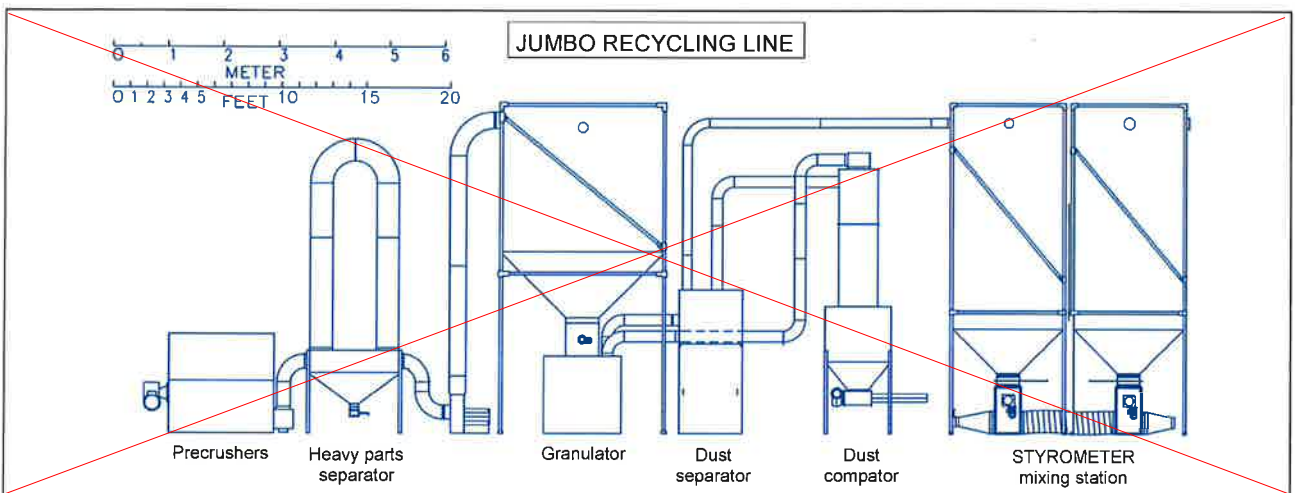 JUMBO RECYCLING LINE
0 1 2 3 4 5 6
METER
0 1 2 3 4 5 10 15 20
FEET
Precrushers
Heavy parts
separator
Granulator
Dust
separator
Dust
compator
STYROMETER
mixing station